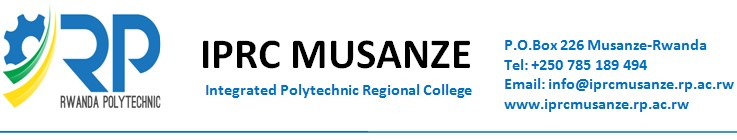 RP
RWANDA POLYTECHNIC
IPRC MUSANZE
Integrated Polytechnic Regional College
P.O.Box 226 Musanze-Rwanda
Tel: +250 785 189 494
Email: info@iprcmusanze.rp.ac.rw
www.iprcmusanze.rp.ac.rw